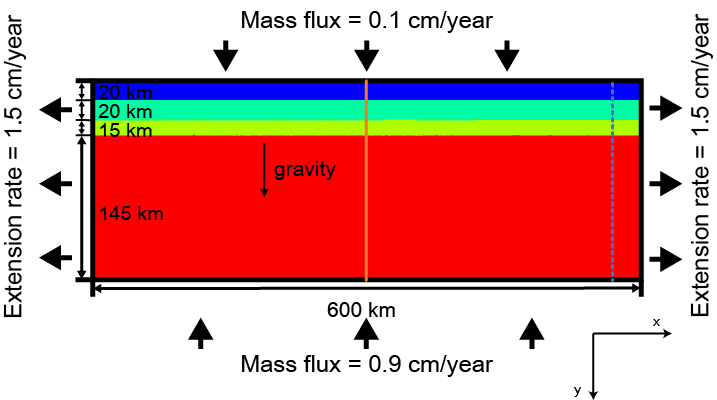 Mass flux = 0.1 cm/year
Extension rate = 1.5 cm/year
20 km
20 km
15 km
gravity
145 km
Extension rate = 1.5 cm/year
600 km
x
Mass flux = 0.9 cm/year
y